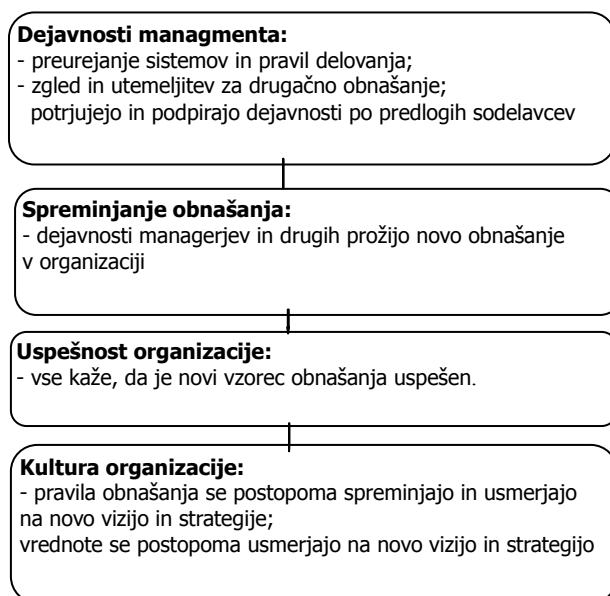 Dejavnosti managmenta:
- preurejanje sistemov in pravil delovanja;
- zgled in utemeljitev za drugačno obnašanje;
potrjujejo in podpirajo dejavnosti po predlogih sodelavcev
Spreminjanje obnašanja:
- dejavnosti managerjev in drugih prožijo novo obnašanje
v organizaciji
Uspešnost organizacije:
- vse kaže, da je novi vzorec obnašanja uspešen.
Kultura organizacije:
- pravila obnašanja se postopoma spreminjajo in usmerjajo
na novo vizijo in strategije;
vrednote se postopoma usmerjajo na novo vizijo in strategijo